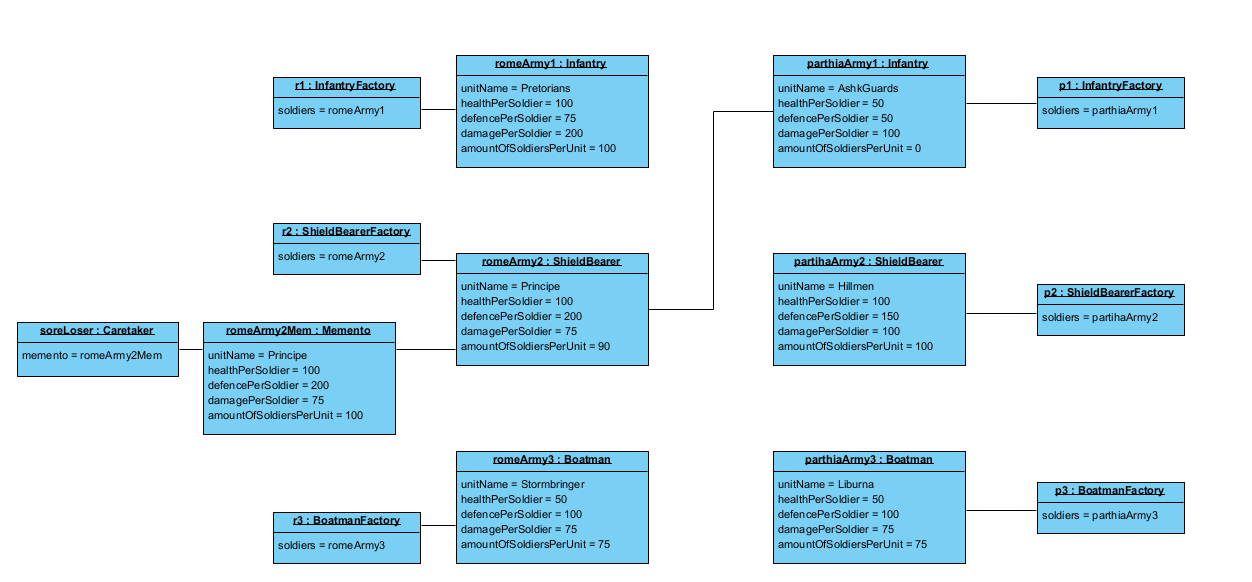 r1 : InfantryFactory
soldiers = romeArmy1
romeArmy1 : Infantry
unitName = Pretorians
healthPerSoldier = 100
defencePerSoldier = 75
damagePerSoldier = 200
amountOfSoldiersPerUnit = 100
parthiaArmy1 : Infantry
unitName = AshkGuards
healthPerSoldier = 50
defencePerSoldier = 50
damagePerSoldier = 100
amountOfSoldiersPerUnit = 0
p1 : InfantryFactory
soldiers = parthiaArmy1
r2 : ShieldBearerFactory
soldiers = romeArmy2
romeArmy2 : ShieldBearer
unitName = Principe
healthPerSoldier = 100
defencePerSoldier = 200
damagePerSoldier = 75
amountOfSoldiersPerUnit = 90
partihaArmy2 : ShieldBearer
unitName = Hillmen
healthPerSoldier = 100
defencePerSoldier = 150
damagePerSoldier = 100
amountOfSoldiersPerUnit = 100
p2 : ShieldBearerFactory
soldiers = partihaArmy2
soreLoser : Caretaker
memento = romeArmy2Mem
romeArmy2Mem : Memento
unitName = Principe
healthPerSoldier = 100
defencePerSoldier = 200
damagePerSoldier = 75
amountOfSoldiersPerUnit = 100
r3 : BoatmanFactory
soldiers = romeArmy3
romeArmy3 : Boatman
unitName = Stormbringer
healthPerSoldier = 50
defencePerSoldier = 100
damagePerSoldier = 75
amountOfSoldiersPerUnit = 75
parthiaArmy3 : Boatman
unitName = Liburna
healthPerSoldier = 50
defencePerSoldier = 100
damagePerSoldier = 75
amountOfSoldiersPerUnit = 75
p3 : BoatmanFactory
soldiers = parthiaArmy3